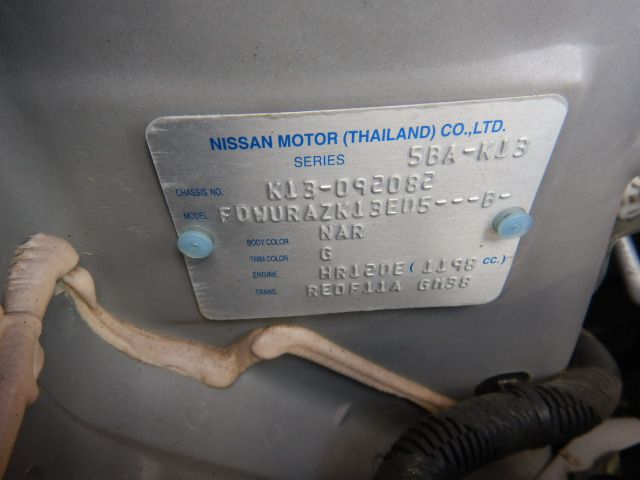 NISSAN MOTOR (THAILAND) CO.,LTD.
SERIES 5BA-K13
CHASSIS NO. K13-092082
MODEL FDWURAZK13ED5---B-
BODY COLOR NAR
TRIM COLOR G
ENGINE HR12DE ( 1198 CC.)
TRANS. RE0F11A GH38